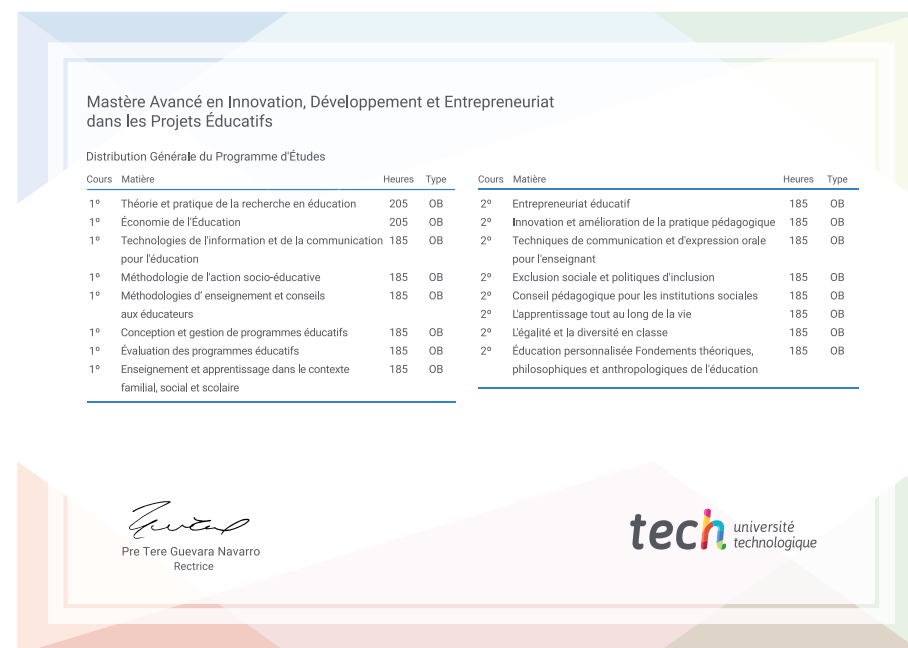 Mastère Avancé en Innovation, Développement et Entrepreneuriat
dans les Projets Éducatifs
Distribution Générale du Programme d'Études
Cours Matière Heures Type
1º Théorie et pratique de la recherche en éducation 205 OB
1º Économie de l'Éducation 205 OB
1º Technologies de l'information et de la communication 185 OB
pour l'éducation
1º Méthodologie de l'action socio-éducative 185 OB
1º Méthodologies d' enseignement et conseils 185 OB
aux éducateurs
1º Conception et gestion de programmes éducatifs 185 OB
1º Évaluation des programmes éducatifs 185 OB
1º Enseignement et apprentissage dans le contexte 185 OB
familial, social et scolaire
Cours Matière Heures Type
2º Entrepreneuriat éducatif 185 OB
2º Innovation et amélioration de la pratique pédagogique 185 OB
2º Techniques de communication et d'expression orale 185 OB
pour l'enseignant
2º Exclusion sociale et politiques d'inclusion 185 OB
2º Conseil pédagogique pour les institutions sociales 185 OB
2º L'apprentissage tout au long de la vie 185 OB
2º L'égalité et la diversité en classe 185 OB
2º Éducation personnalisée Fondements théoriques, 185 OB
philosophiques et anthropologiques de l'éducation
Pre Tere Guevara Navarro
Rectrice
tech université
technologique